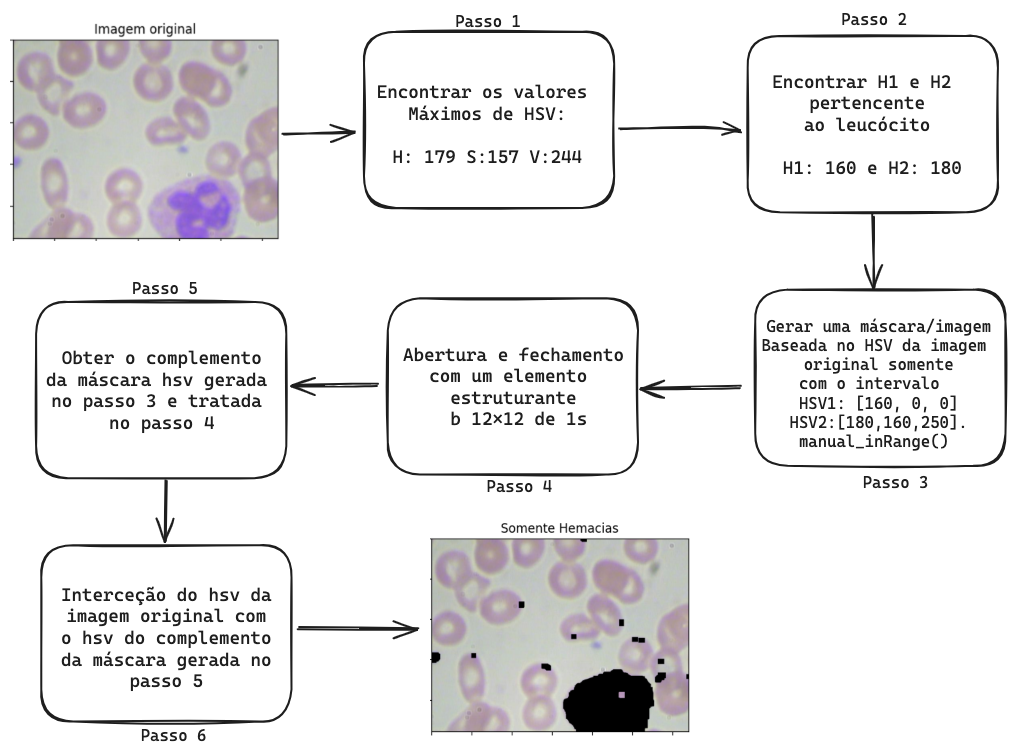 Imagem original
Passo 1
Encontrar os valores
Máximos de HSV:
H: 179 S:157 V:244
Passo 2
Encontrar H1 e H2
pertencente
ao leucócito
H1: 160 e H2: 180
Gerar uma máscara/imagem
Baseada no HSV da imagem
original somente
com o intervalo
HSV1: [160, 0, 0]
HSV2:[180,160,250].
manual_inRange()
Passo 3
Abertura e fechamento
com um elemento
estruturante
b 12×12 de 1s
Passo 4
Passo 5
Obter o complemento
da máscara hsv gerada
no passo 3 e tratada
no passo 4
Interceção do hsv da
imagem original com
o hsv do complemento
da máscara gerada no
passo 5
Passo 6
Somente Hemacias